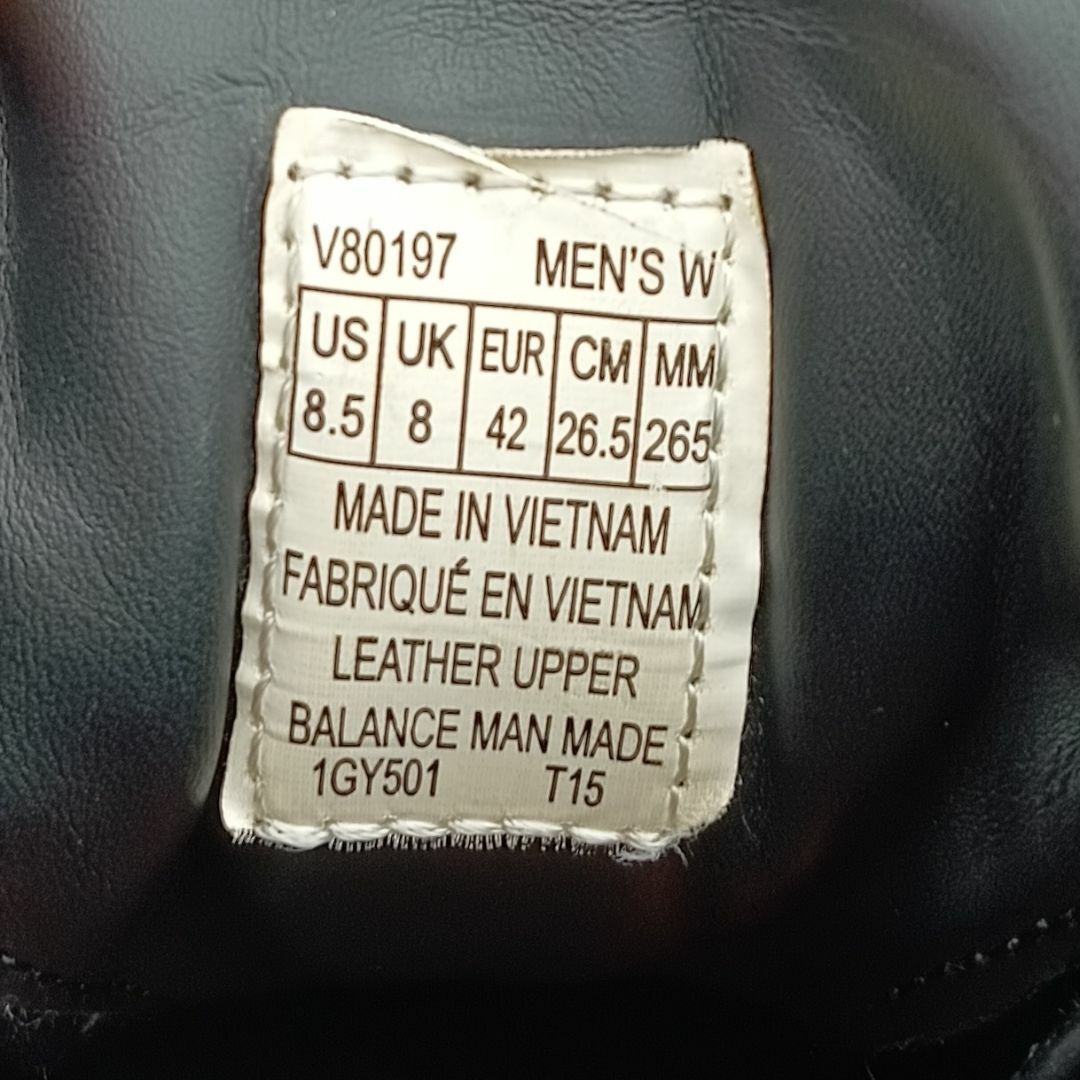 V80197 MEN'S W
US UK EUR CM MM
8.5 8 42 26.5 265
MADE IN VIETNAM
FABRIQUÉ EN VIETNAM
LEATHER UPPER
BALANCE MAN MADE
1GY501 T15